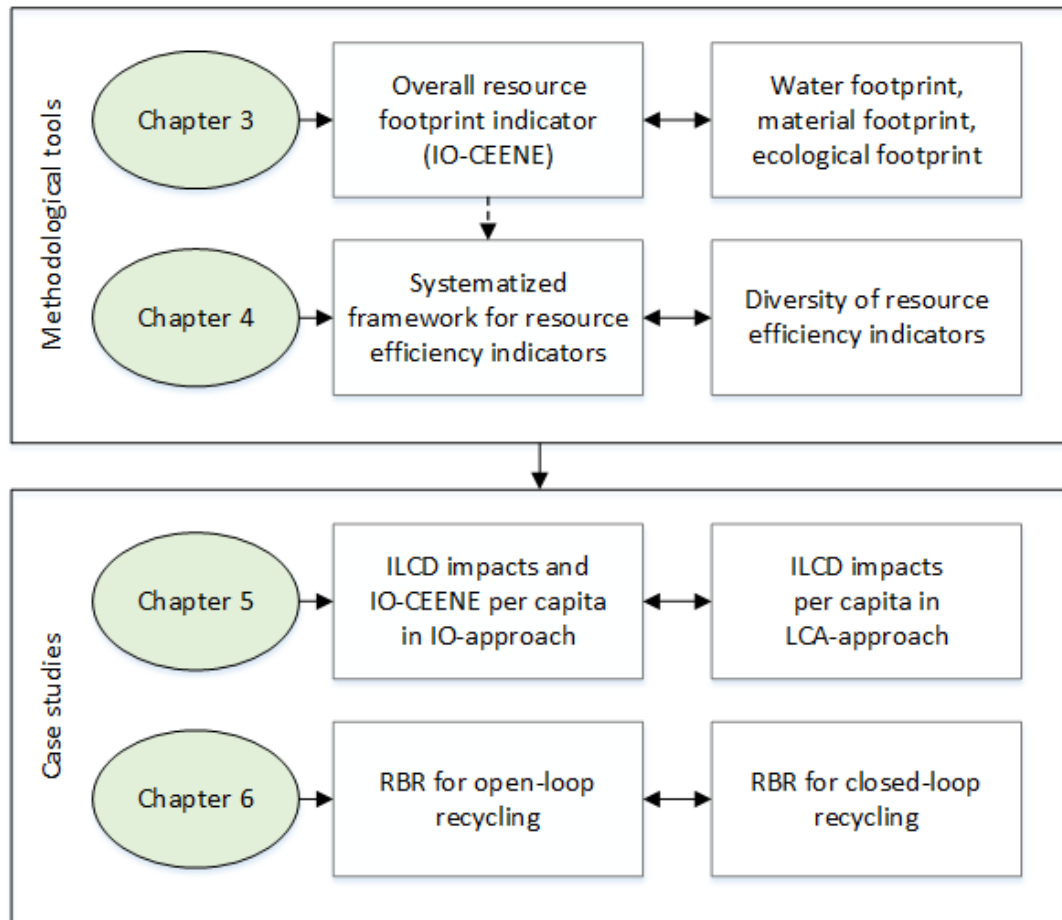 Methodological tools
Chapter 3
Overall resource
footprint indicator
(IO-CEENE)
Water footprint,
material footprint,
ecological footprint
Chapter 4
Systematized
framework for resource
efficiency indicators
Diversity of resource
efficiency indicators
Case studies
Chapter 5
ILCD impacts and
IO-CEENE per capita
in IO-approach
ILCD impacts
per capita in
LCA-approach
Chapter 6
RBR for open-loop
recycling
RBR for closed-loop
recycling